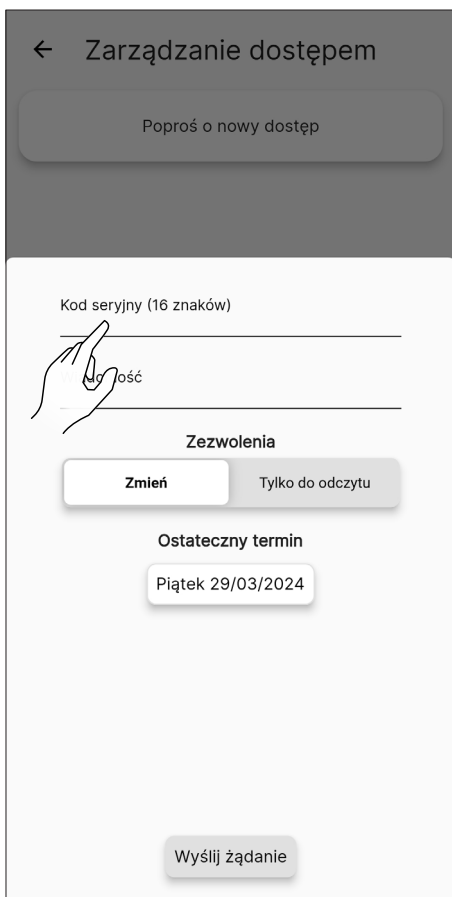 Zarządzanie dostępem
Poproś o nowy dostęp
Kod seryjny (16 znaków)
Zezwolenia
Zmień Tylko do odczytu
Ostateczny termin
Piątek 29/03/2024
Wyślij żądanie